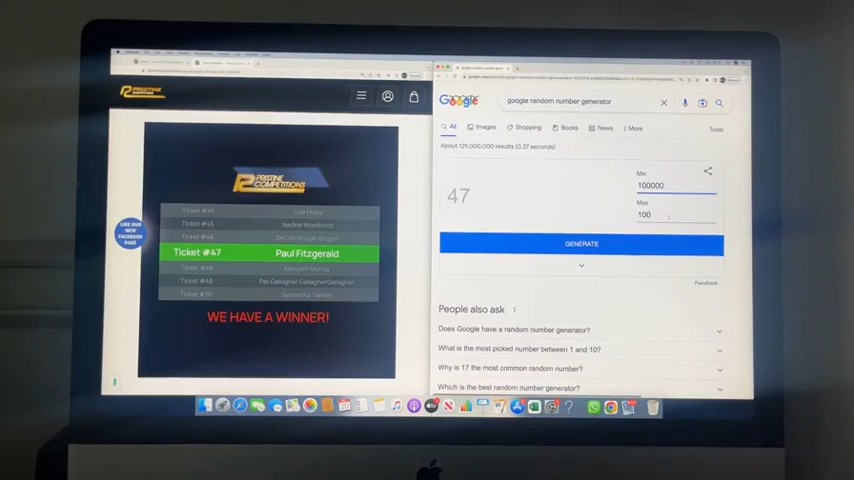 PRISTINE
COMPETITIONS
PRISTINE
COMPETITIONS
LIKE OUR
NEW
FACEBOOK
PAGE
Ticket #44 Lisa Heary
Ticket #45 Nadine Woodcock
Ticket #46
Ticket #47 Paul Fitzgerald
Ticket #48 Malcolm Murray
Ticket #49 Pat Gallagher GallagherGallagher
Ticket #50 Samantha
WE HAVE A WINNER!
Google google random number generator
All Images Shopping Books News More Tools
About 129,000,000 results (0.37 seconds)
47
Min
100000
Max
100
GENERATE
Feedback
People also ask
Does Google have a random number generator?
What is the most picked number between 1 and 10?
Why is 17 the most common random number?
Which is the best random number generator?